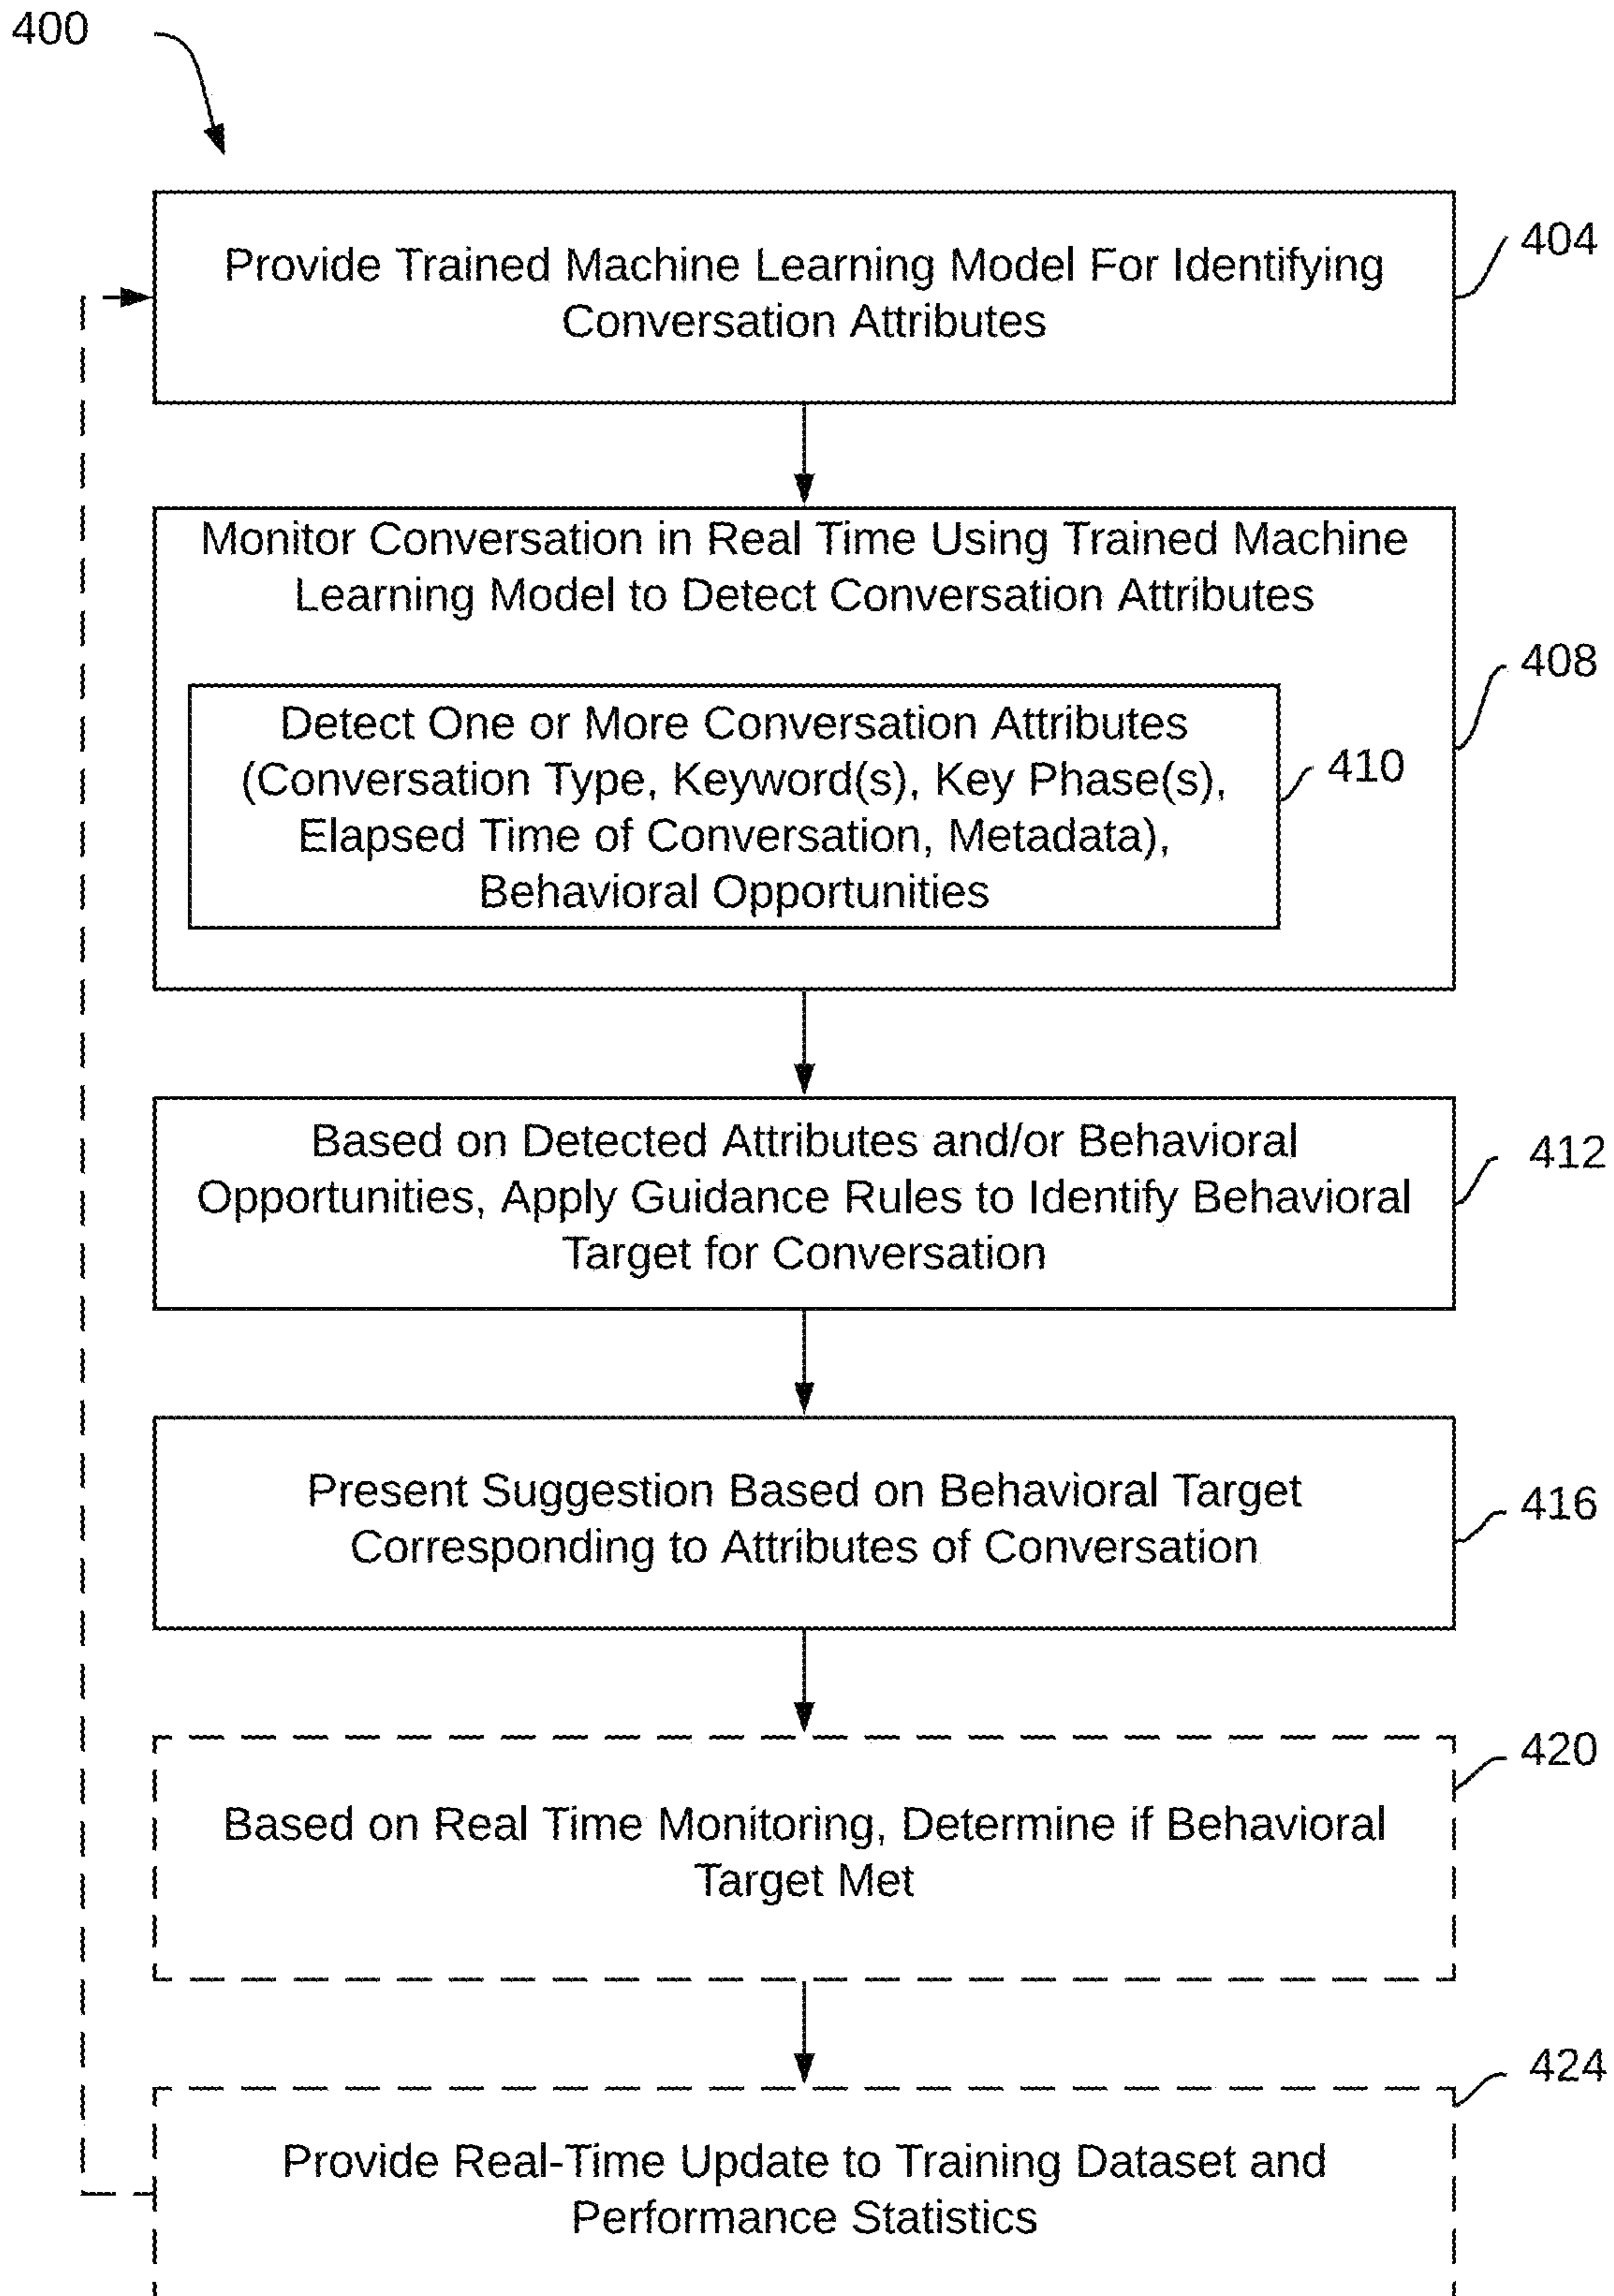 400
Provide Trained Machine Learning Model For Identifying
Conversation Attributes
404
Monitor Conversation in Real Time Using Trained Machine
Learning Model to Detect Conversation Attributes
408
Detect One or More Conversation Attributes
(Conversation Type, Keyword(s), Key Phase(s),
Elapsed Time of Conversation, Metadata),
Behavioral Opportunities
410
Based on Detected Attributes and/or Behavioral
Opportunities, Apply Guidance Rules to Identify Behavioral
Target for Conversation
412
Present Suggestion Based on Behavioral Target
Corresponding to Attributes of Conversation
416
Based on Real Time Monitoring, Determine if Behavioral
Target Met
420
Provide Real-Time Update to Training Dataset and
Performance Statistics
424